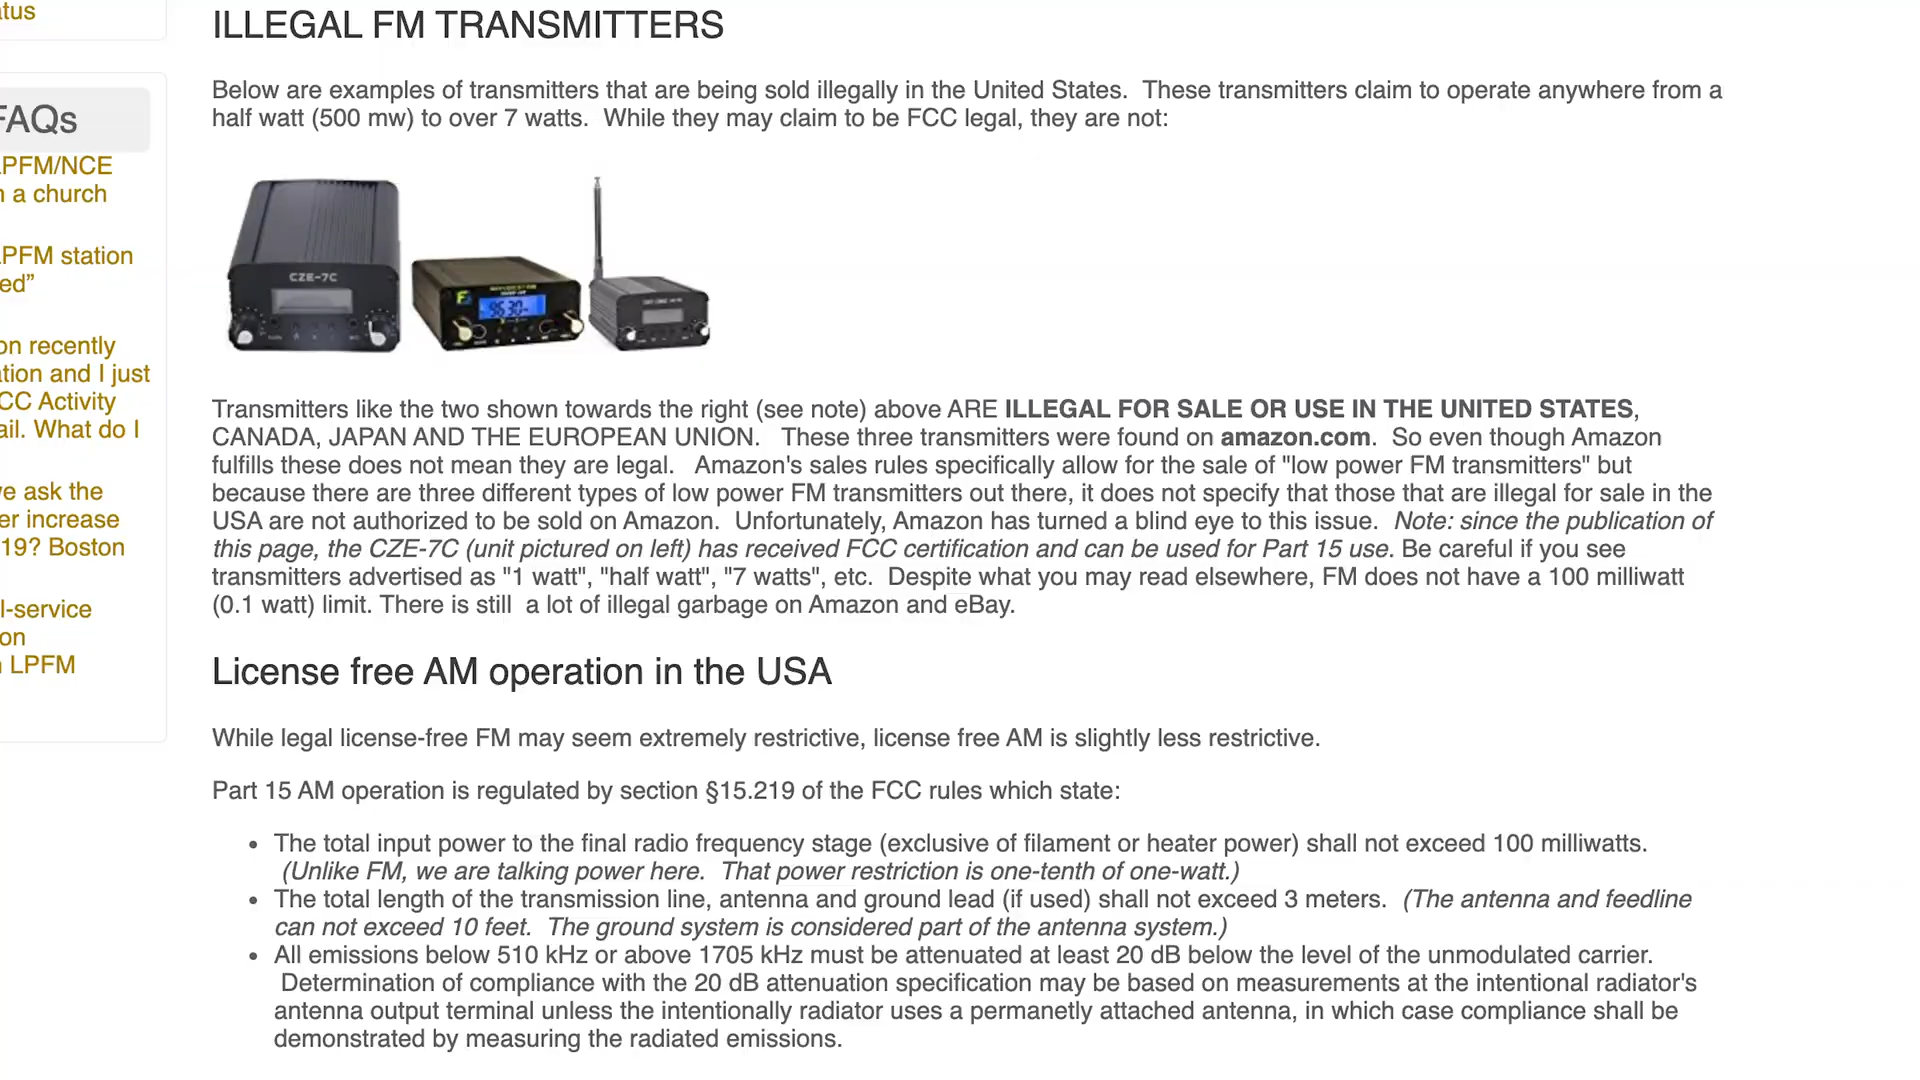 atus
ILLEGAL FM TRANSMITTERS
Below are examples of transmitters that are being sold illegally in the United States.  These transmitters claim to operate anywhere from a
half watt (500 mw) to over 7 watts.  While they may claim to be FCC legal, they are not:
FAQs
LPFM/NCE
n a church
LPFM station
ed”
on recently
ation and I just
CC Activity
ail. What do I
ve ask the
er increase
19? Boston
l-service
on
n LPFM
CZE-7C
9630
Transmitters like the two shown towards the right (see note) above ARE ILLEGAL FOR SALE OR USE IN THE UNITED STATES,
CANADA, JAPAN AND THE EUROPEAN UNION.   These three transmitters were found on amazon.com.  So even though Amazon
fulfills these does not mean they are legal.   Amazon's sales rules specifically allow for the sale of "low power FM transmitters" but
because there are three different types of low power FM transmitters out there, it does not specify that those that are illegal for sale in the
USA are not authorized to be sold on Amazon.  Unfortunately, Amazon has turned a blind eye to this issue.  Note: since the publication of
this page, the CZE-7C (unit pictured on left) has received FCC certification and can be used for Part 15 use. Be careful if you see
transmitters advertised as "1 watt", "half watt", "7 watts", etc.  Despite what you may read elsewhere, FM does not have a 100 milliwatt
(0.1 watt) limit. There is still  a lot of illegal garbage on Amazon and eBay.
License free AM operation in the USA
While legal license-free FM may seem extremely restrictive, license free AM is slightly less restrictive.
Part 15 AM operation is regulated by section §15.219 of the FCC rules which state:
• The total input power to the final radio frequency stage (exclusive of filament or heater power) shall not exceed 100 milliwatts.
(Unlike FM, we are talking power here.  That power restriction is one-tenth of one-watt.)
• The total length of the transmission line, antenna and ground lead (if used) shall not exceed 3 meters.  (The antenna and feedline
can not exceed 10 feet.  The ground system is considered part of the antenna system.)
• All emissions below 510 kHz or above 1705 kHz must be attenuated at least 20 dB below the level of the unmodulated carrier.
Determination of compliance with the 20 dB attenuation specification may be based on measurements at the intentional radiator's
antenna output terminal unless the intentionally radiator uses a permanetly attached antenna, in which case compliance shall be
demonstrated by measuring the radiated emissions.